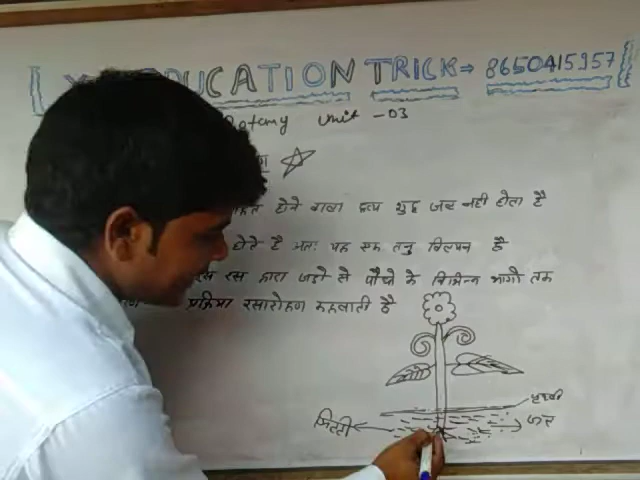 EDUCATION TRICK → 8650415957
Botany Unit - 03
होने वाला द्रव्य शुद्ध जल नहीं होता है
होते है अतः यह एक तनु विलयन है
रस द्वारा जड़ो से पौधो के विभिन्न भागो तक
प्रक्रिया रसारोहण कहलाती है
पृथ्वी
मिट्टी
जल